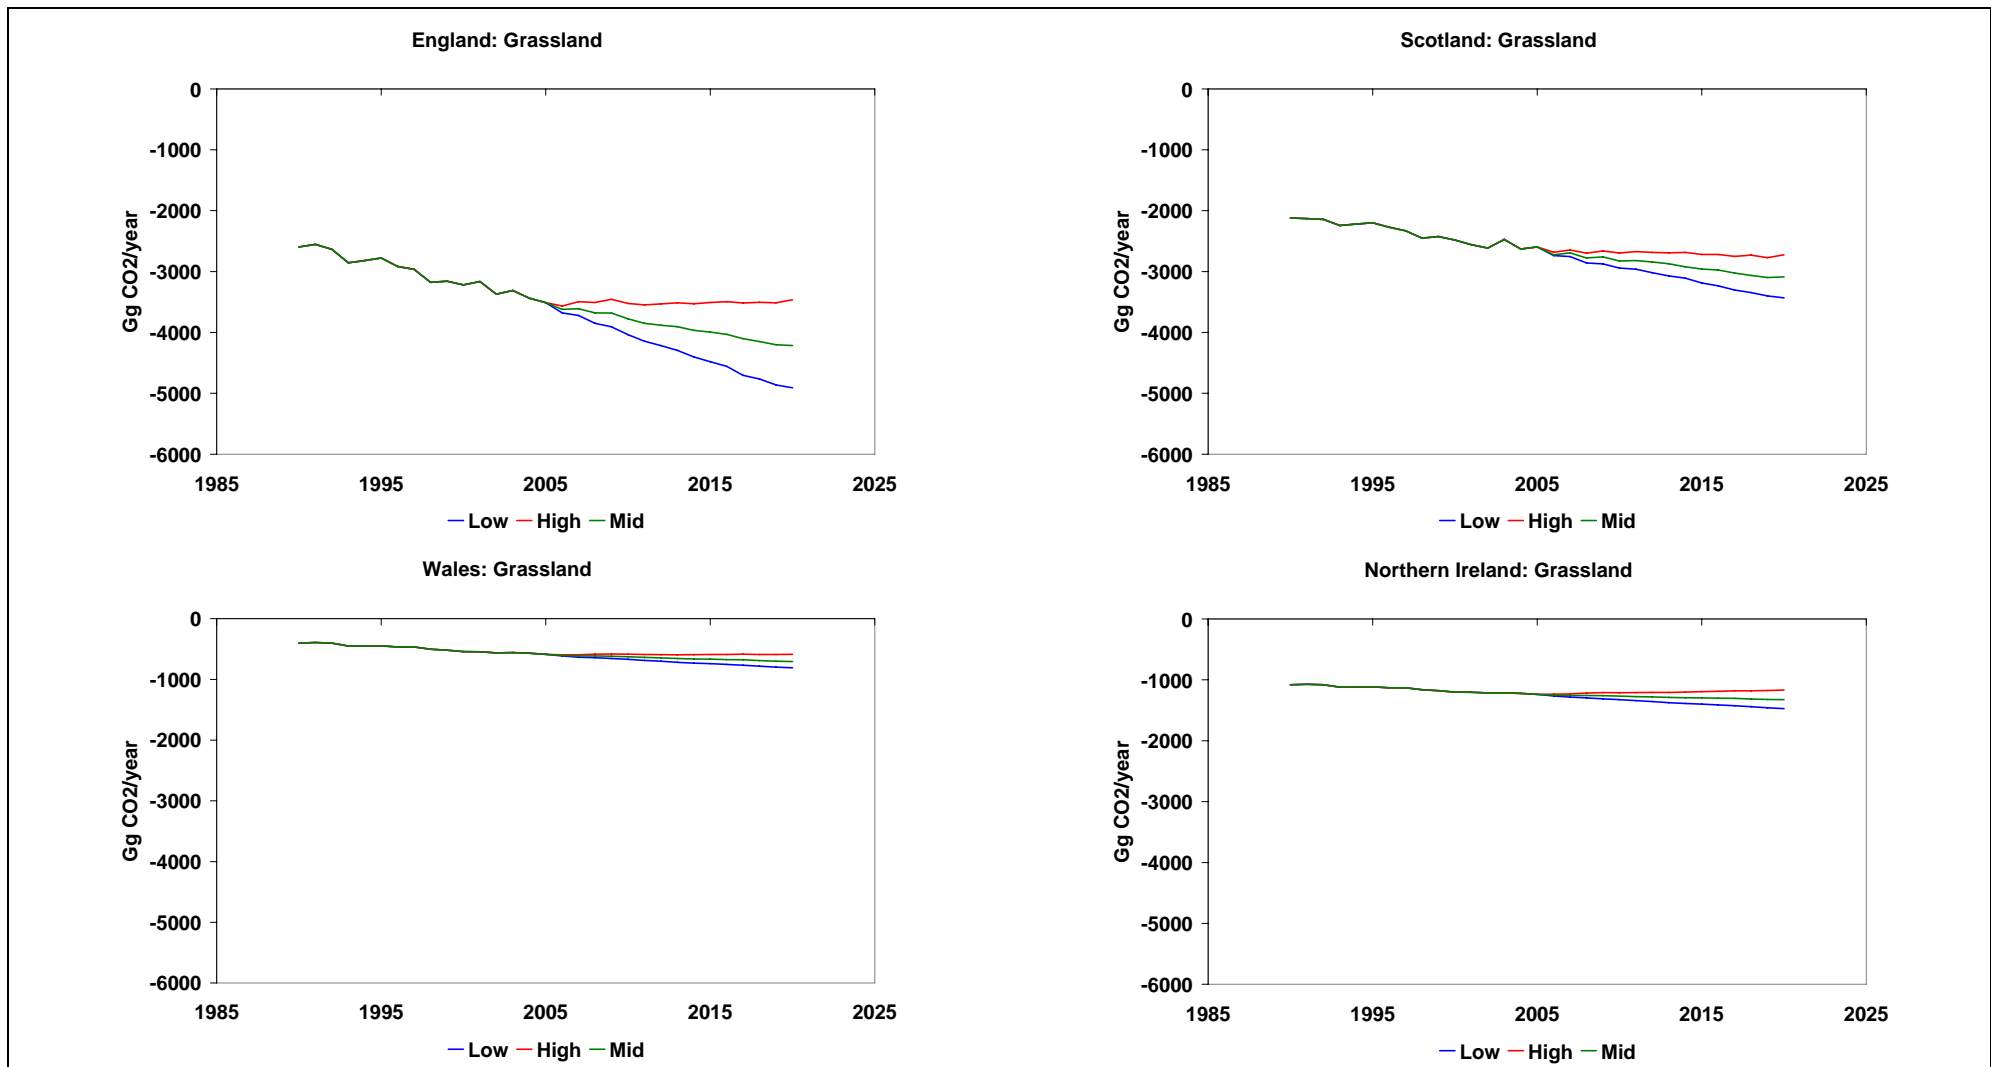 England: Grassland
0
-1000
-2000
-3000
-4000
-5000
-6000
Gg CO2/year
1985 1995 2005 2015 2025
Low High Mid
Scotland: Grassland
0
-1000
-2000
-3000
-4000
-5000
-6000
Gg CO2/year
1985 1995 2005 2015 2025
Low High Mid
Wales: Grassland
0
-1000
-2000
-3000
-4000
-5000
-6000
Gg CO2/year
1985 1995 2005 2015 2025
Low High Mid
Northern Ireland: Grassland
0
-1000
-2000
-3000
-4000
-5000
-6000
Gg CO2/year
1985 1995 2005 2015 2025
Low High Mid